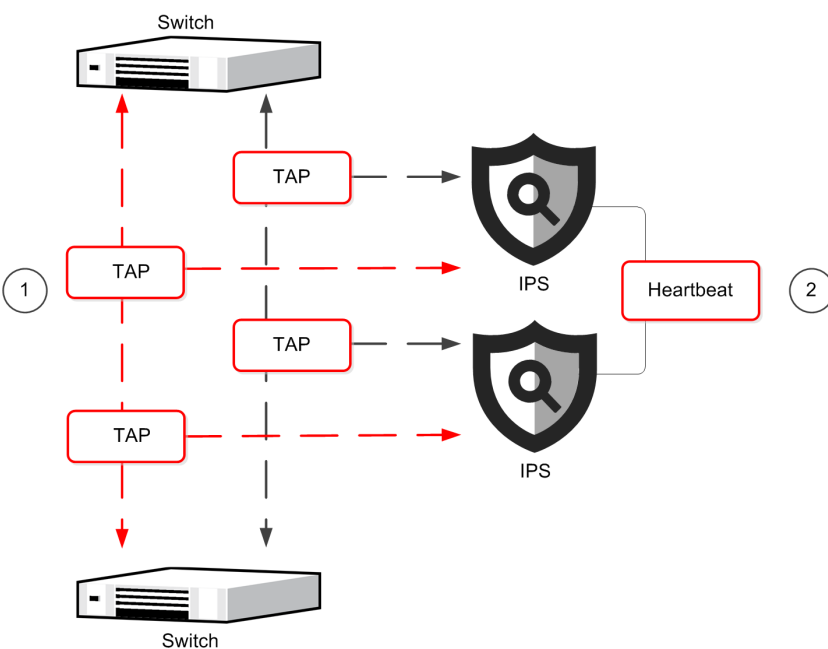 Switch
TAP
TAP
IPS
1
Heartbeat
2
TAP
TAP
IPS
Switch